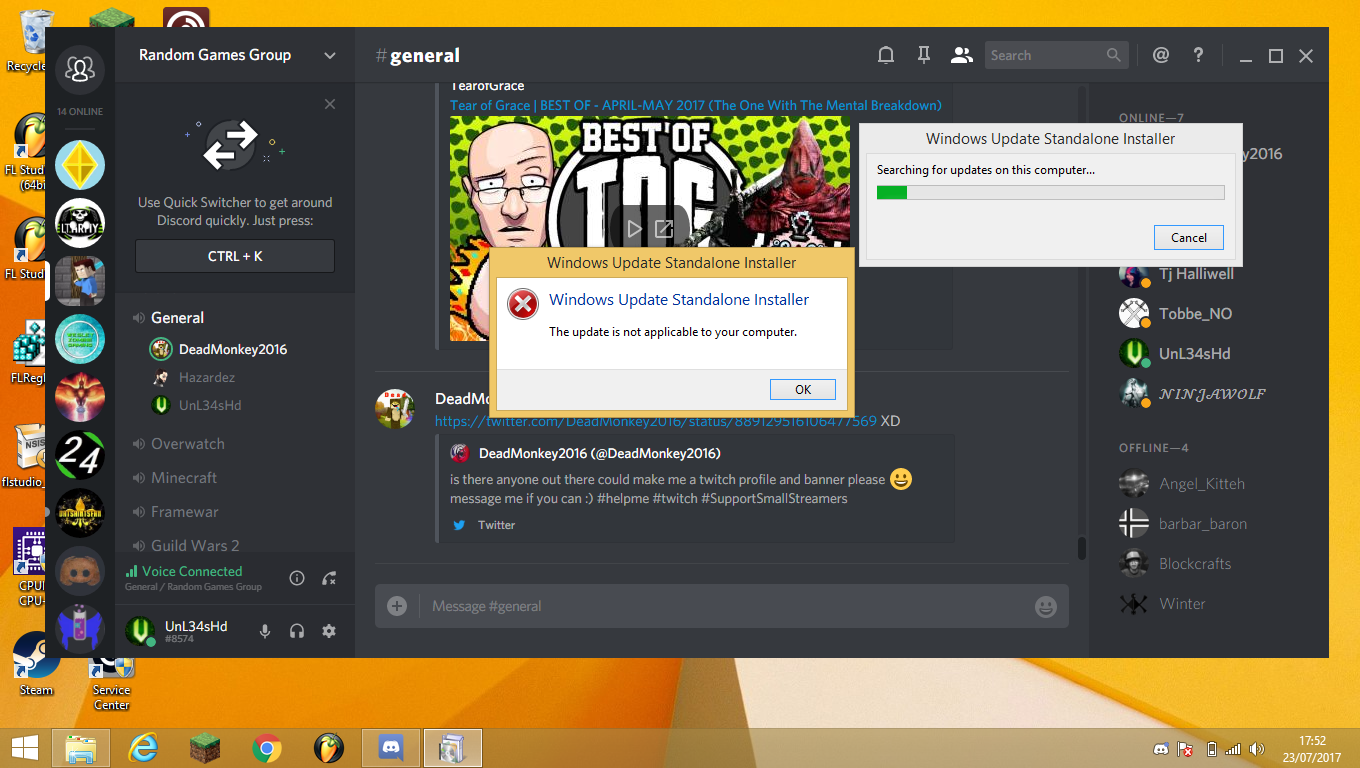 Recycle
FL Stud
(64bi
FL Stud
FLRegl
NSIS
flstudio_
CPUI
CPU-
Steam
Service
Center
14 ONLINE
24
Random Games Group
Use Quick Switcher to get around
Discord quickly. Just press:
CTRL + K
General
DeadMonkey2016
Hazardez
UnL34sHd
Overwatch
Minecraft
Framewar
Guild Wars 2
Voice Connected
General / Random Games Group
UnL34sHd
#8574
# general
Search
@ ?
TearofGrace
Tear of Grace | BEST OF - APRIL-MAY 2017 (The One With The Mental Breakdown)
BEST OF
TOG
Windows Update Standalone Installer
Windows Update Standalone Installer
The update is not applicable to your computer.
OK
DeadMo
https://twitter.com/DeadMonkey2016/status/889129516106477569 XD
DeadMonkey2016 (@DeadMonkey2016)
is there anyone out there could make me a twitch profile and banner please
message me if you can :) #helpme #twitch #SupportSmallStreamers
Twitter
Message #general
ONLINE—7
Windows Update Standalone Installer
Searching for updates on this computer...
Cancel
y2016
Tj Halliwell
Tobbe_NO
UnL34sHd
𝓝𝓘𝓝𝓙𝓐𝓦𝓞𝓛𝓕
OFFLINE—4
Angel_Kitteh
barbar_baron
Blockcrafts
Winter
17:52
23/07/2017